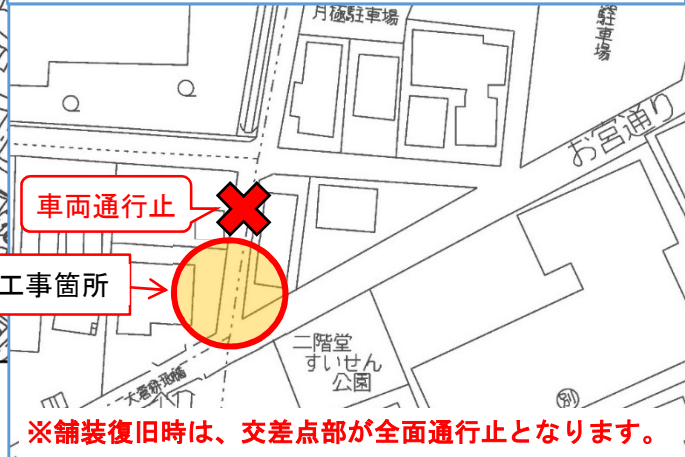 月極駐車場
駐車場
お宮通り
車両通行止
工事箇所
二階堂
すいせん
公園
別
※舗装復旧時は、交差点部が全面通行止となります。